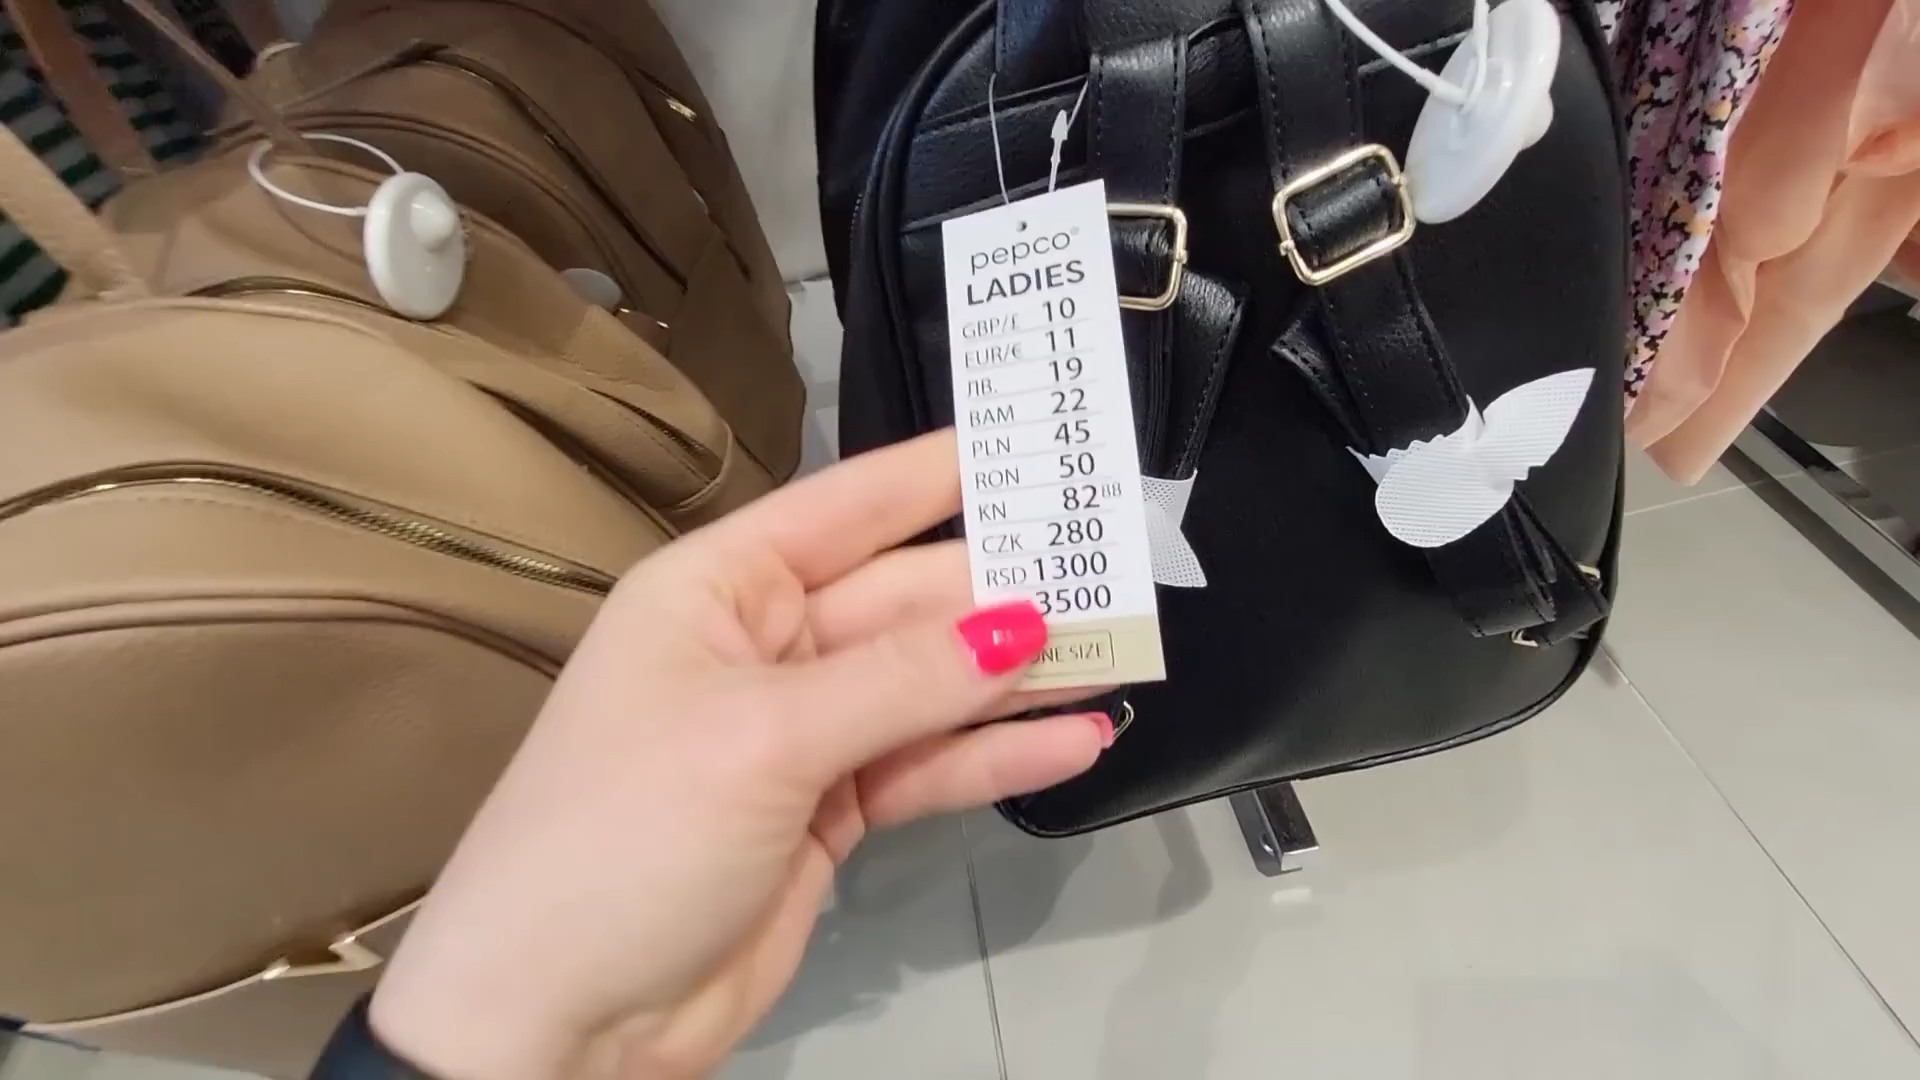 pepco®
LADIES
GBP/£ 10
EUR/€ 11
ЛВ. 19
BAM 22
PLN 45
RON 50
KN 82⁸⁸
CZK 280
RSD 1300
3500
ONE SIZE